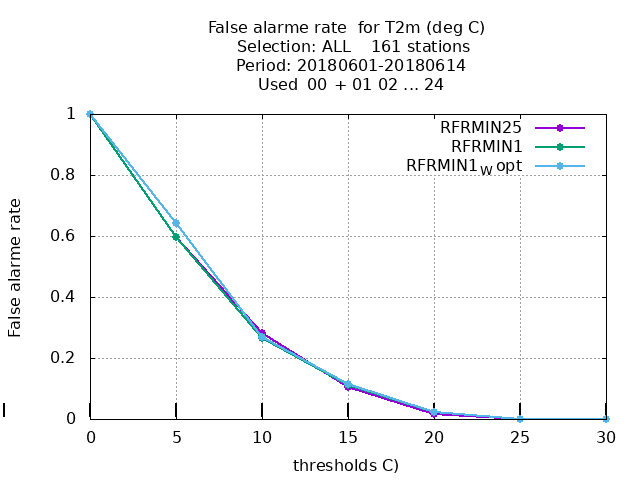 False alarme rate  for T2m (deg C)
Selection: ALL    161 stations
Period: 20180601-20180614
Used  00  + 01 02 ... 24
RFRMIN25
RFRMIN1
RFRMIN1W opt
False alarme rate
1
0.8
0.6
0.4
0.2
0
0 5 10 15 20 25 30
thresholds C)